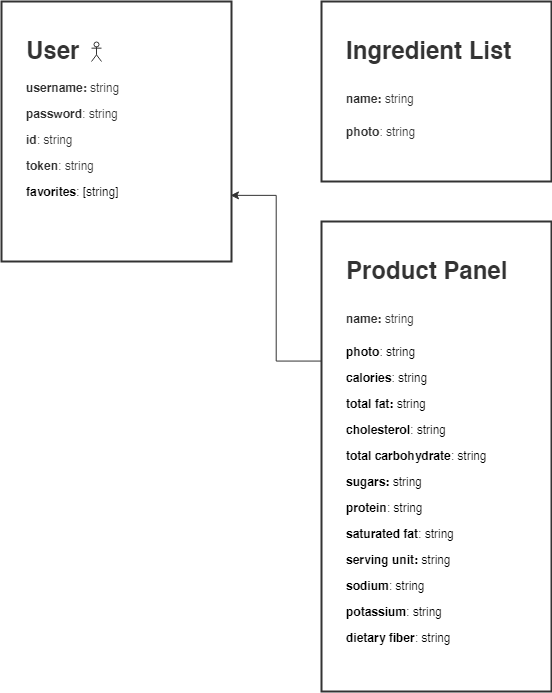 User
username: string
password: string
id: string
token: string
favorites: [string]
Ingredient List
name: string
photo: string
Product Panel
name: string
photo: string
calories: string
total fat: string
cholesterol: string
total carbohydrate: string
sugars: string
protein: string
saturated fat: string
serving unit: string
sodium: string
potassium: string
dietary fiber: string